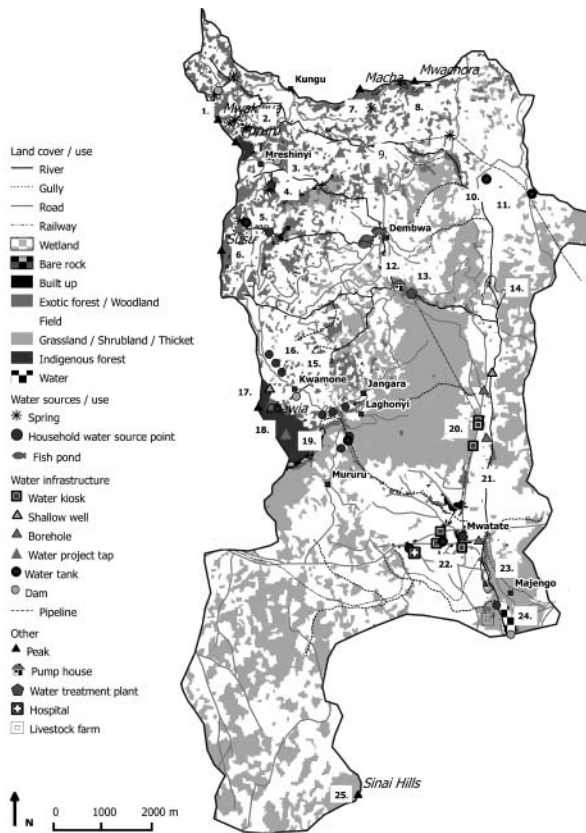 Land cover / use
River
Gully
Road
Railway
Wetland
Bare rock
Built up
Exotic forest / Woodland
Field
Grassland / Shrubland / Thicket
Indigenous forest
Water
Water sources / use
Spring
Household water source point
Fish pond
Water infrastructure
Water kiosk
Shallow well
Borehole
Water project tap
Water tank
Dam
Pipeline
Other
Peak
Pump house
Water treatment plant
Hospital
Livestock farm
N
0 1000 2000 m
Kungu
Macha
Mwachora
1.
2.
7.
8.
Mreshinyi
3.
9.
4.
10.
11.
5.
Susu
6.
Dembwa
12.
13.
14.
16.
15.
17.
Kwamone
Jangara
Laghonyi
18.
19.
20.
Mururu
21.
Mwatate
22.
23.
Majengo
24.
Sinai Hills
25.